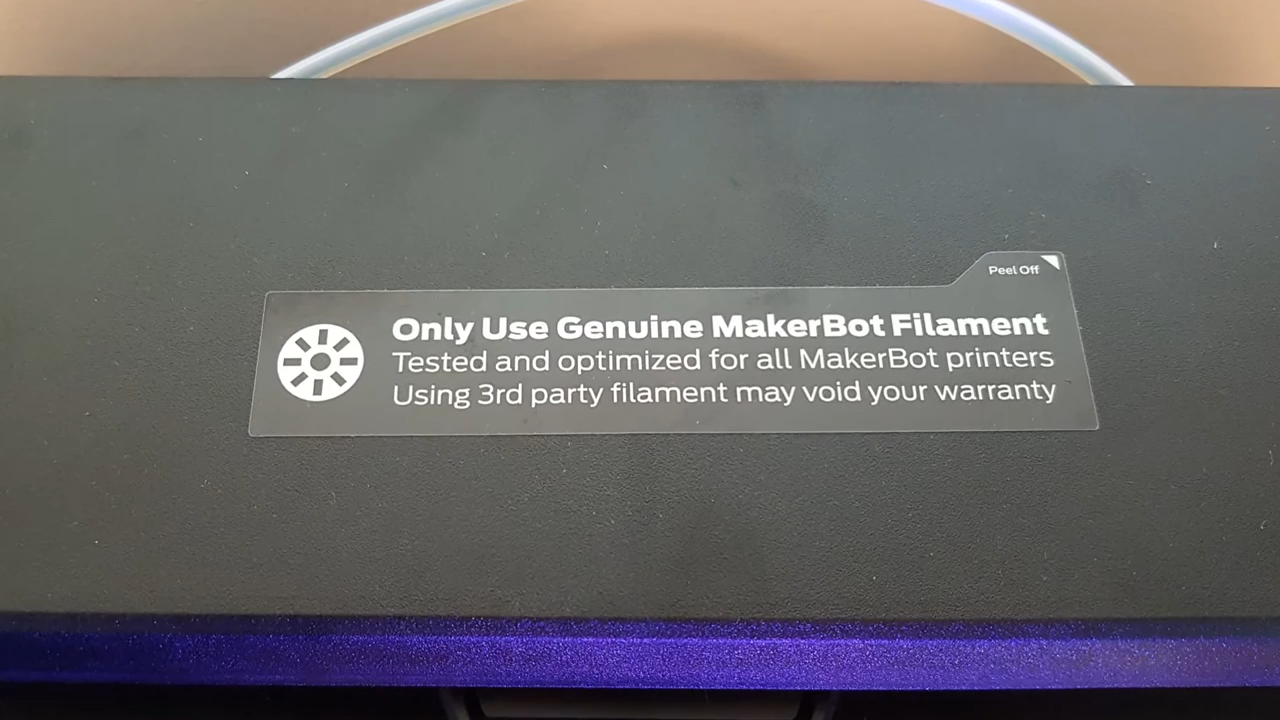 Peel Off
Only Use Genuine MakerBot Filament
Tested and optimized for all MakerBot printers
Using 3rd party filament may void your warranty